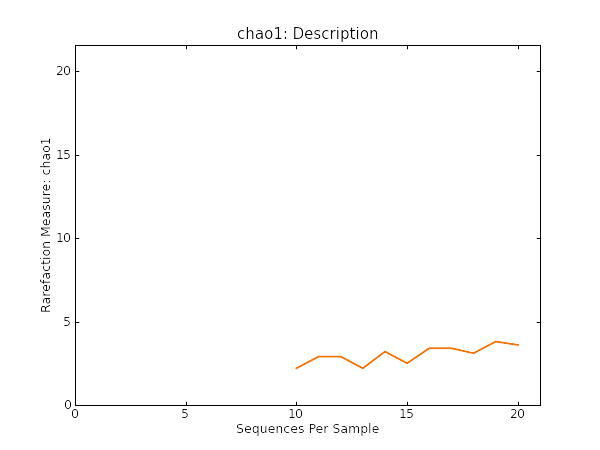 chao1: Description
Rarefaction Measure: chao1
20
15
10
5
0
0 5 10 15 20
Sequences Per Sample